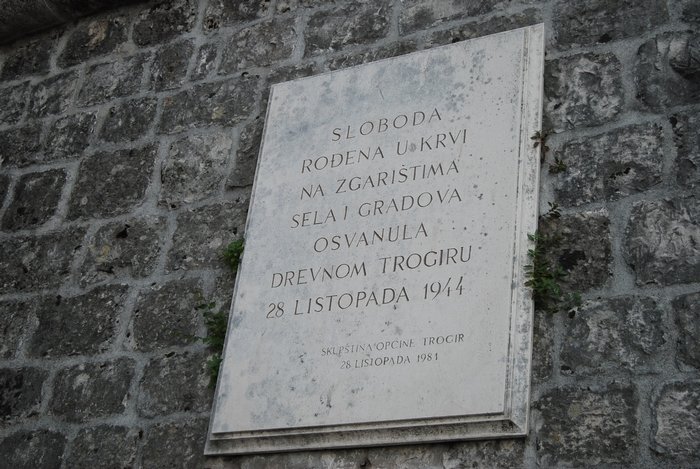 SLOBODA
ROĐENA U KRVI
NA ZGARIŠTIMA
SELA I GRADOVA
OSVANULA
DREVNOM TROGIRU
28 LISTOPADA 1944
SKUPŠTINA OPĆINE TROGIR
28 LISTOPADA 1981